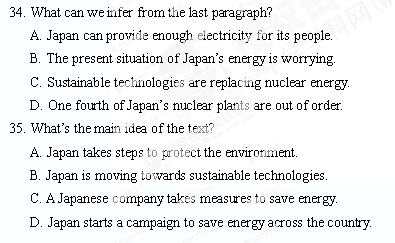 34. What can we infer from the last paragraph?
A. Japan can provide enough electricity for its people.
B. The present situation of Japan's energy is worrying.
C. Sustainable technologies are replacing nuclear energy.
D. One fourth of Japan's nuclear plants are out of order.
35. What's the main idea of the text?
A. Japan takes steps to protect the environment.
B. Japan is moving towards sustainable technologies.
C. A Japanese company takes measures to save energy.
D. Japan starts a campaign to save energy across the country.